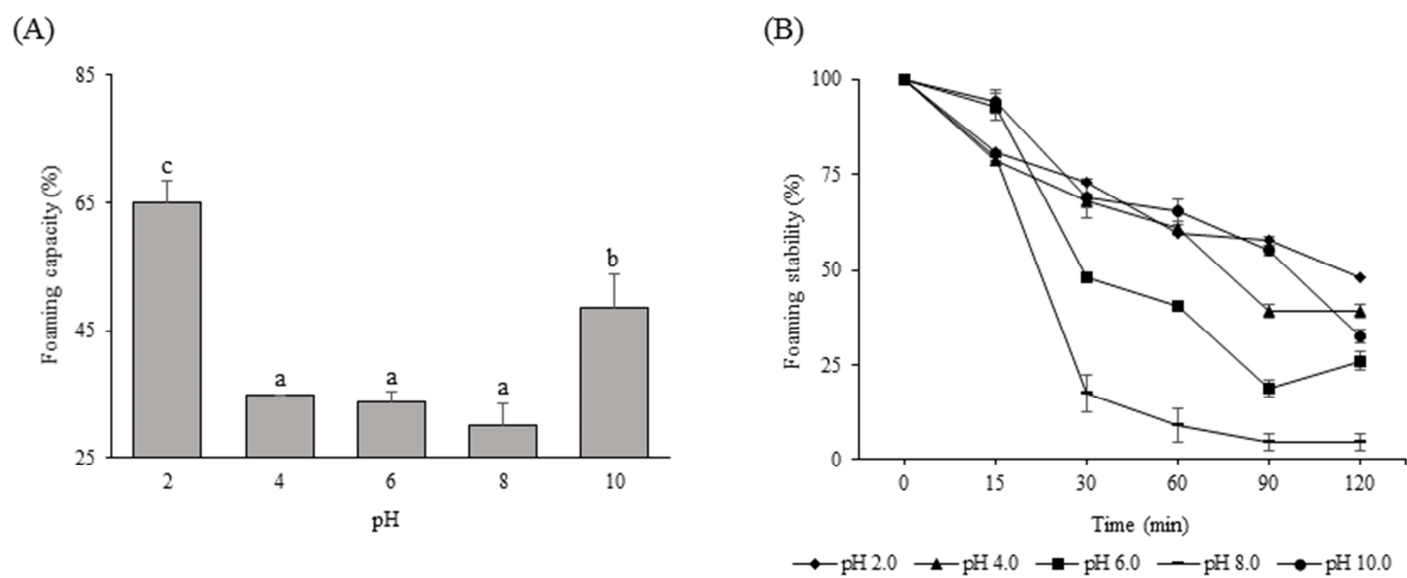 (A)
85
65
45
25
Foaming capacity (%)
c
a
a
a
b
2 4 6 8 10
pH
(B)
100
75
50
25
0
Foaming stability (%)
0 15 30 60 90 120
Time (min)
pH 2.0 pH 4.0 pH 6.0 pH 8.0 pH 10.0